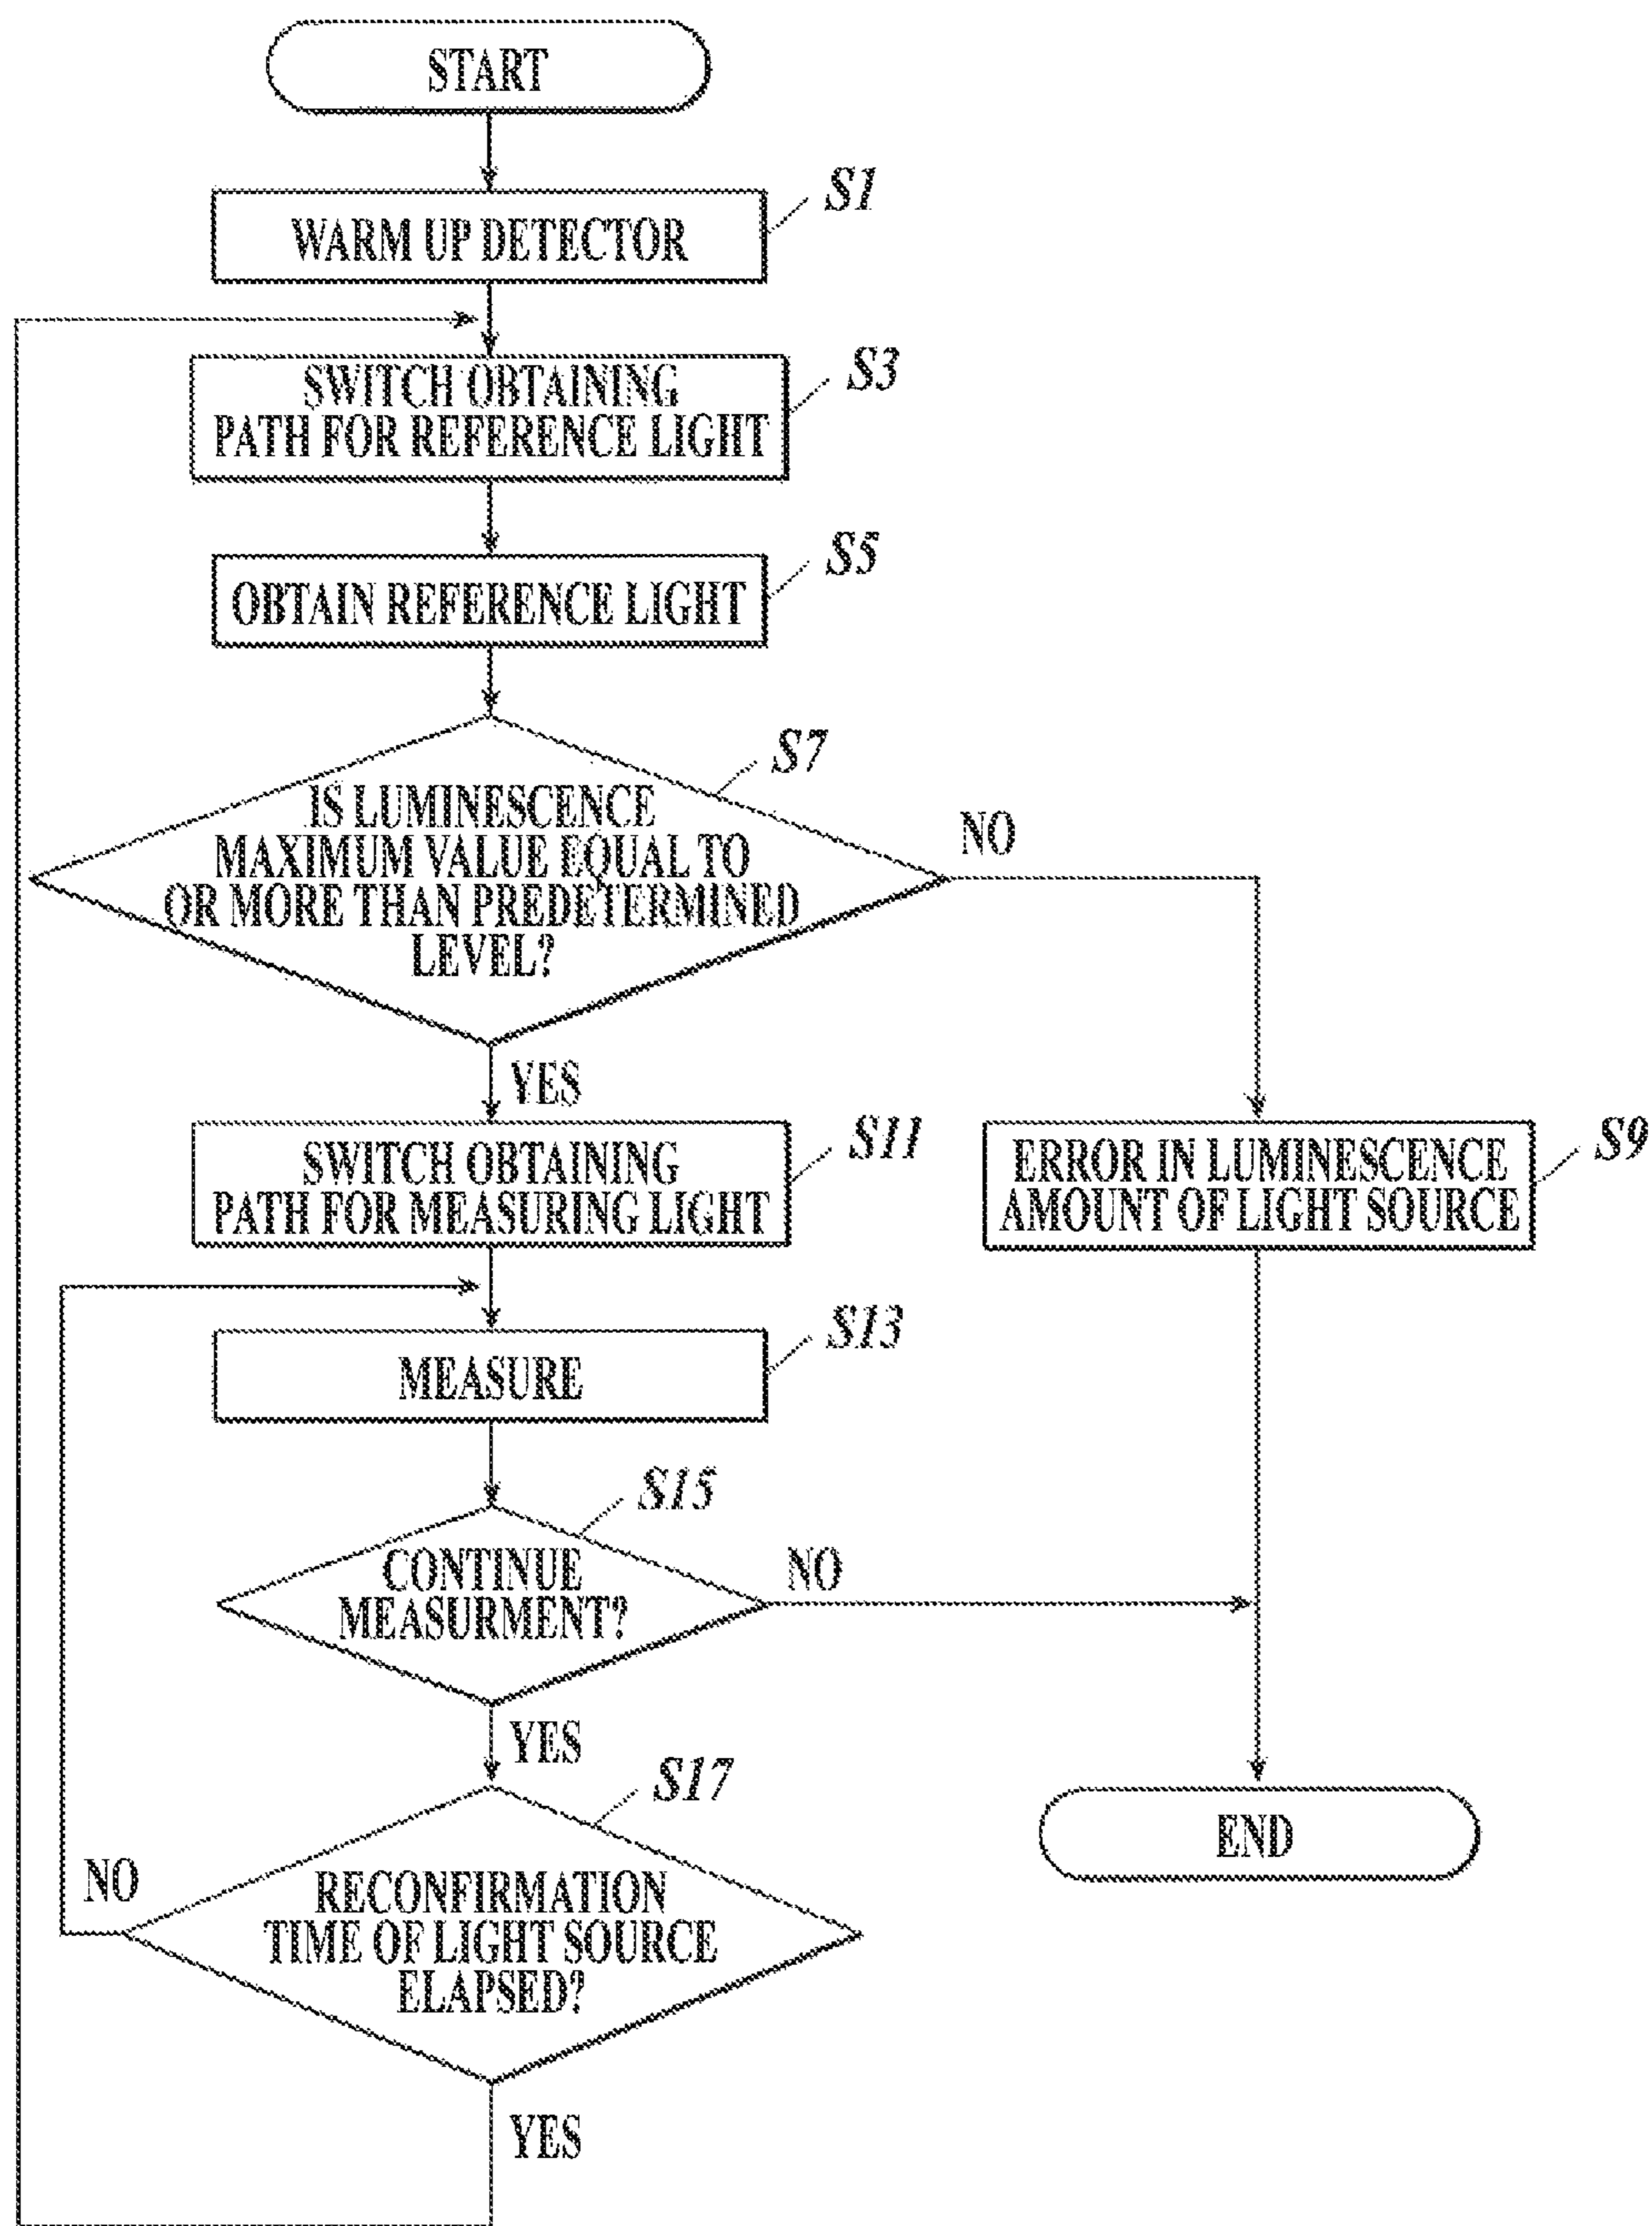 START
S1
WARM UP DETECTOR
S3
SWITCH OBTAINING
PATH FOR REFERENCE LIGHT
S5
OBTAIN REFERENCE LIGHT
S7
IS LUMINESCENCE
MAXIMUM VALUE EQUAL TO
OR MORE THAN PREDETERMINED
LEVEL?
NO
YES
S11
SWITCH OBTAINING
PATH FOR MEASURING LIGHT
S9
ERROR IN LUMINESCENCE
AMOUNT OF LIGHT SOURCE
S13
MEASURE
S15
CONTINUE
MEASURMENT?
NO
YES
S17
RECONFIRMATION
TIME OF LIGHT SOURCE
ELAPSED?
NO
YES
END